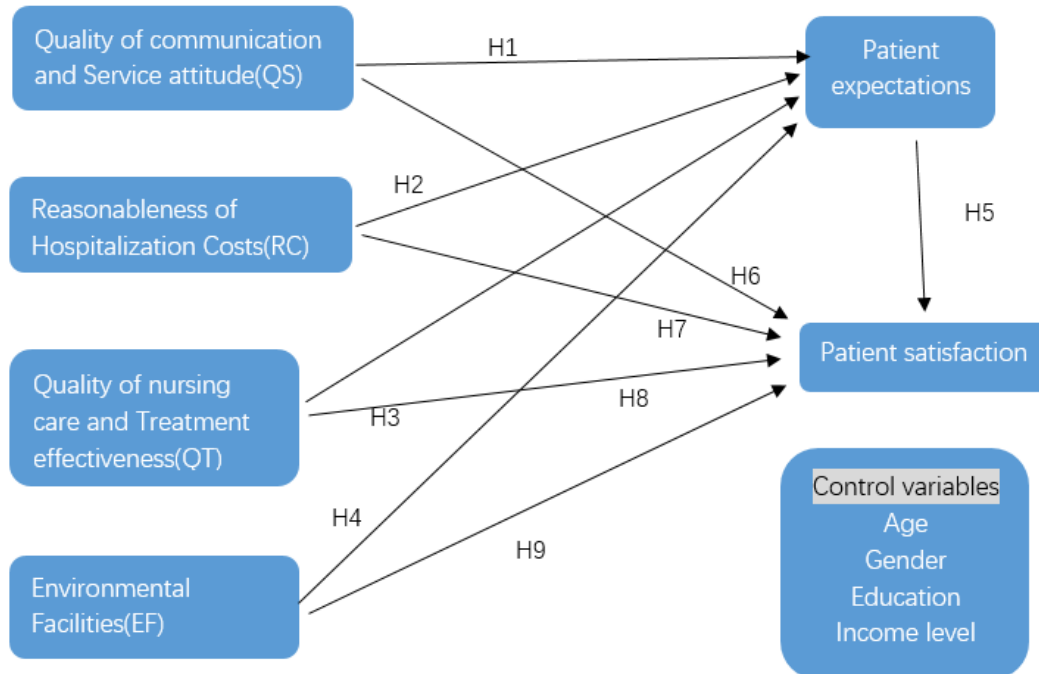 Quality of communication
and Service attitude(QS)
H1
Patient
expectations
Reasonableness of
Hospitalization Costs(RC)
H2
H5
H6
H7
Patient satisfaction
Quality of nursing
care and Treatment
effectiveness(QT)
H3
H8
Control variables
Age
Gender
Education
Income level
H4
H9
Environmental
Facilities(EF)